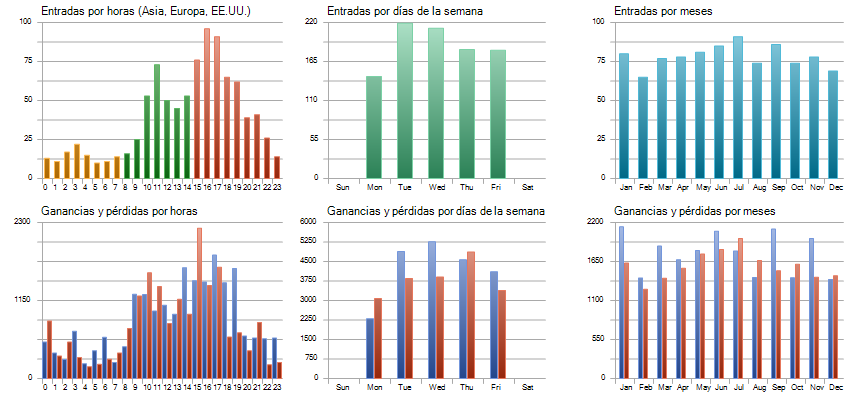 Entradas por horas (Asia, Europa, EE.UU.)
100
75
50
25
0
0 1 2 3 4 5 6 7 8 9 10 11 12 13 14 15 16 17 18 19 20 21 22 23
Entradas por días de la semana
220
165
110
55
0
Sun Mon Tue Wed Thu Fri Sat
Entradas por meses
100
75
50
25
0
Jan Feb Mar Apr May Jun Jul Aug Sep Oct Nov Dec
Ganancias y pérdidas por horas
2300
1150
0
0 1 2 3 4 5 6 7 8 9 10 11 12 13 14 15 16 17 18 19 20 21 22 23
Ganancias y pérdidas por días de la semana
6000
5250
4500
3750
3000
2250
1500
750
0
Sun Mon Tue Wed Thu Fri Sat
Ganancias y pérdidas por meses
2200
1650
1100
550
0
Jan Feb Mar Apr May Jun Jul Aug Sep Oct Nov Dec